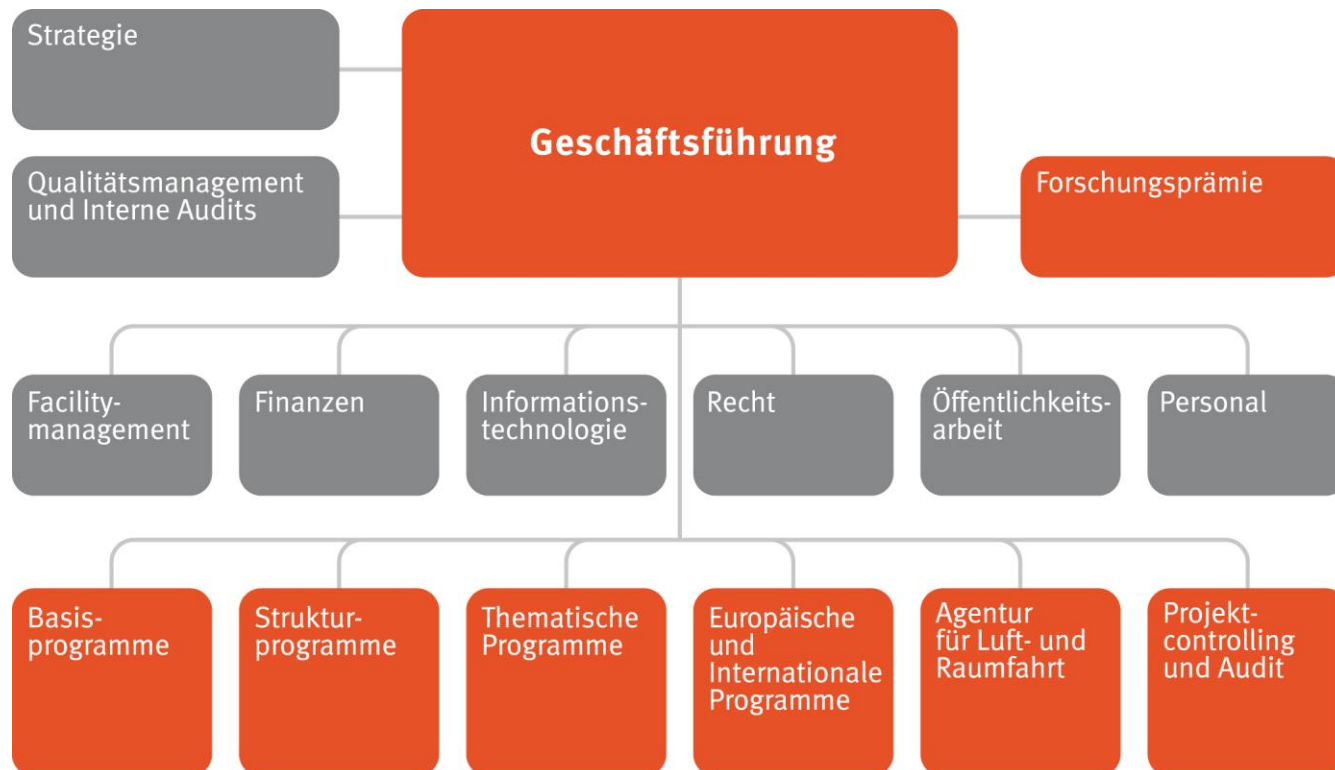 Strategie
Geschäftsführung
Qualitätsmanagement
und Interne Audits
Forschungsprämie
Facility-
management
Finanzen
Informations-
technologie
Recht
Öffentlichkeits-
arbeit
Personal
Basis-
programme
Struktur-
programme
Thematische
Programme
Europäische
und
Internationale
Programme
Agentur
für Luft- und
Raumfahrt
Projekt-
controlling
und Audit